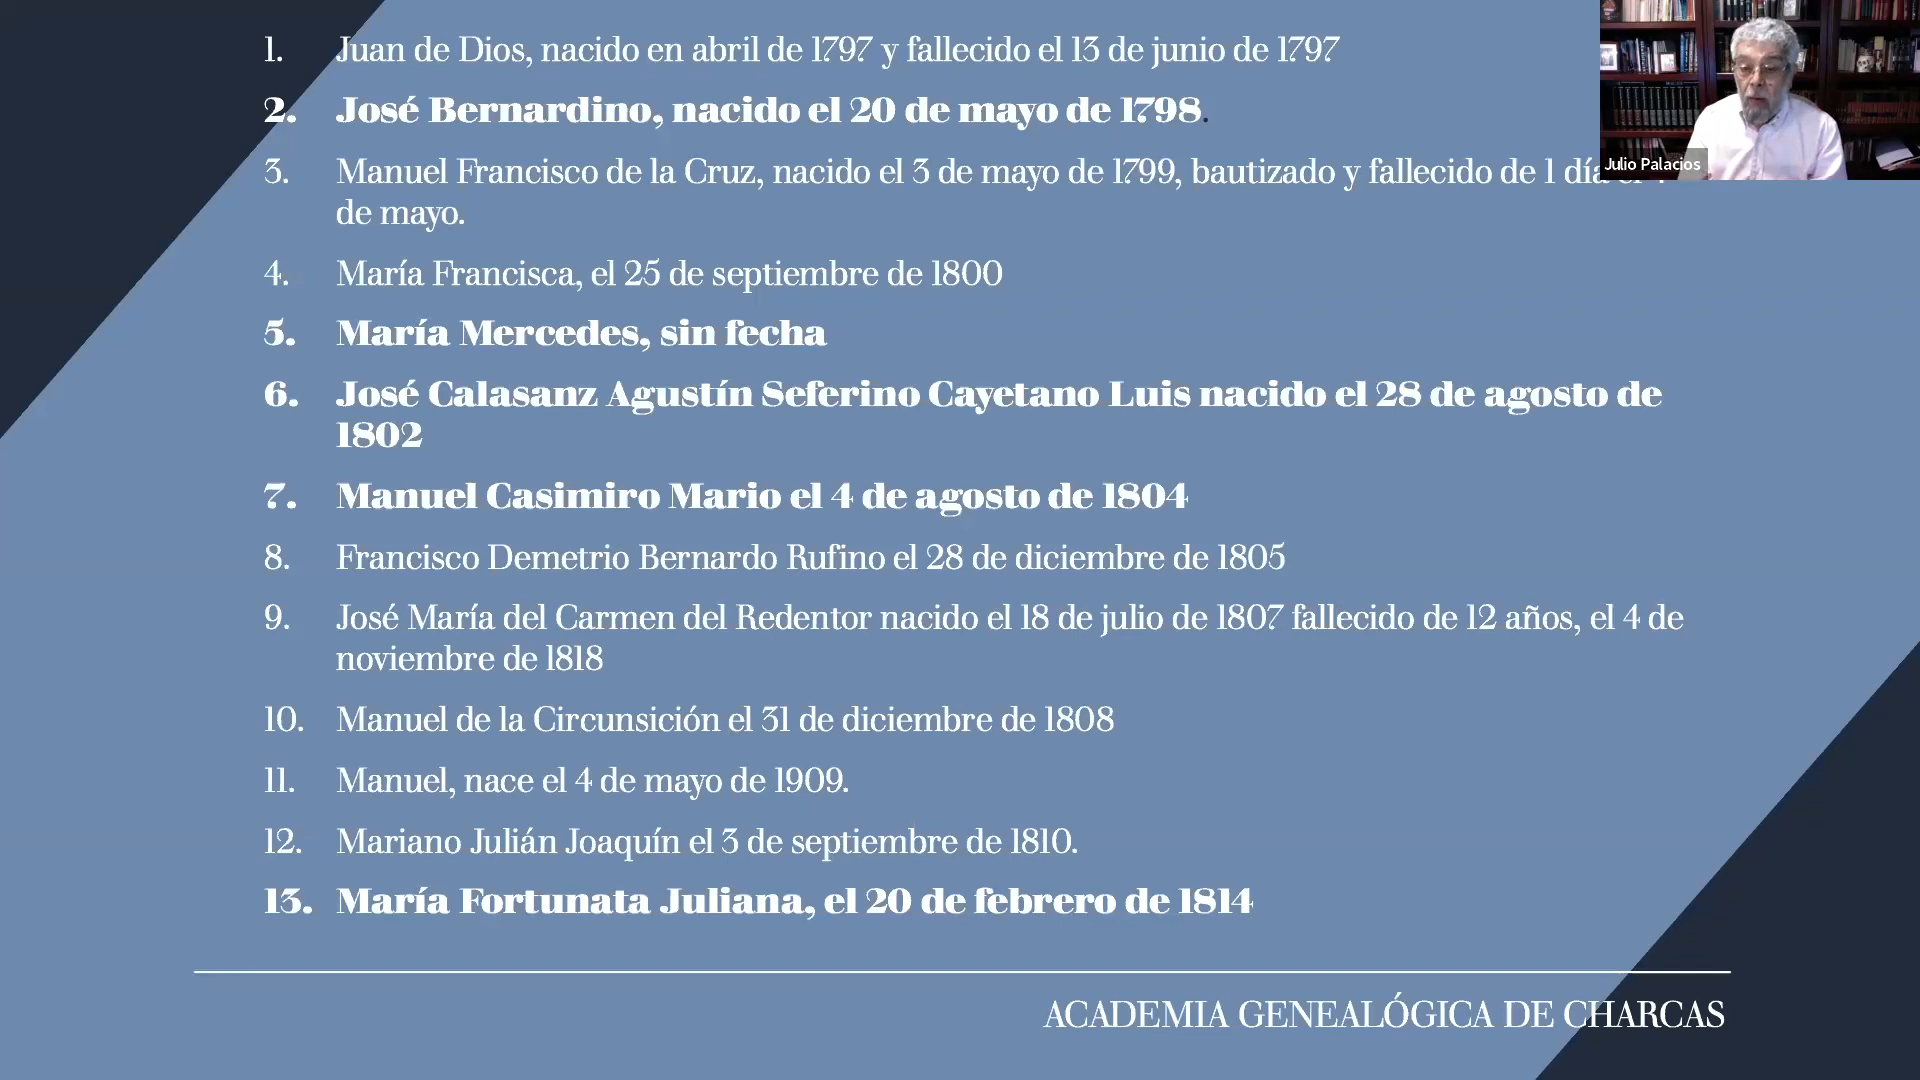 1. Juan de Dios, nacido en abril de 1797 y fallecido el 13 de junio de 1797
2. José Bernardino, nacido el 20 de mayo de 1798.
Julio Palacios
3. Manuel Francisco de la Cruz, nacido el 3 de mayo de 1799, bautizado y fallecido de 1 día
de mayo.
4. María Francisca, el 25 de septiembre de 1800
5. María Mercedes, sin fecha
6. José Calasanz Agustín Seferino Cayetano Luis nacido el 28 de agosto de
1802
7. Manuel Casimiro Mario el 4 de agosto de 1804
8. Francisco Demetrio Bernardo Rufino el 28 de diciembre de 1805
9. José María del Carmen del Redentor nacido el 18 de julio de 1807 fallecido de 12 años, el 4 de
noviembre de 1818
10. Manuel de la Circunsición el 31 de diciembre de 1808
11. Manuel, nace el 4 de mayo de 1909.
12. Mariano Julián Joaquín el 3 de septiembre de 1810.
13. María Fortunata Juliana, el 20 de febrero de 1814
ACADEMIA GENEALÓGICA DE CHARCAS